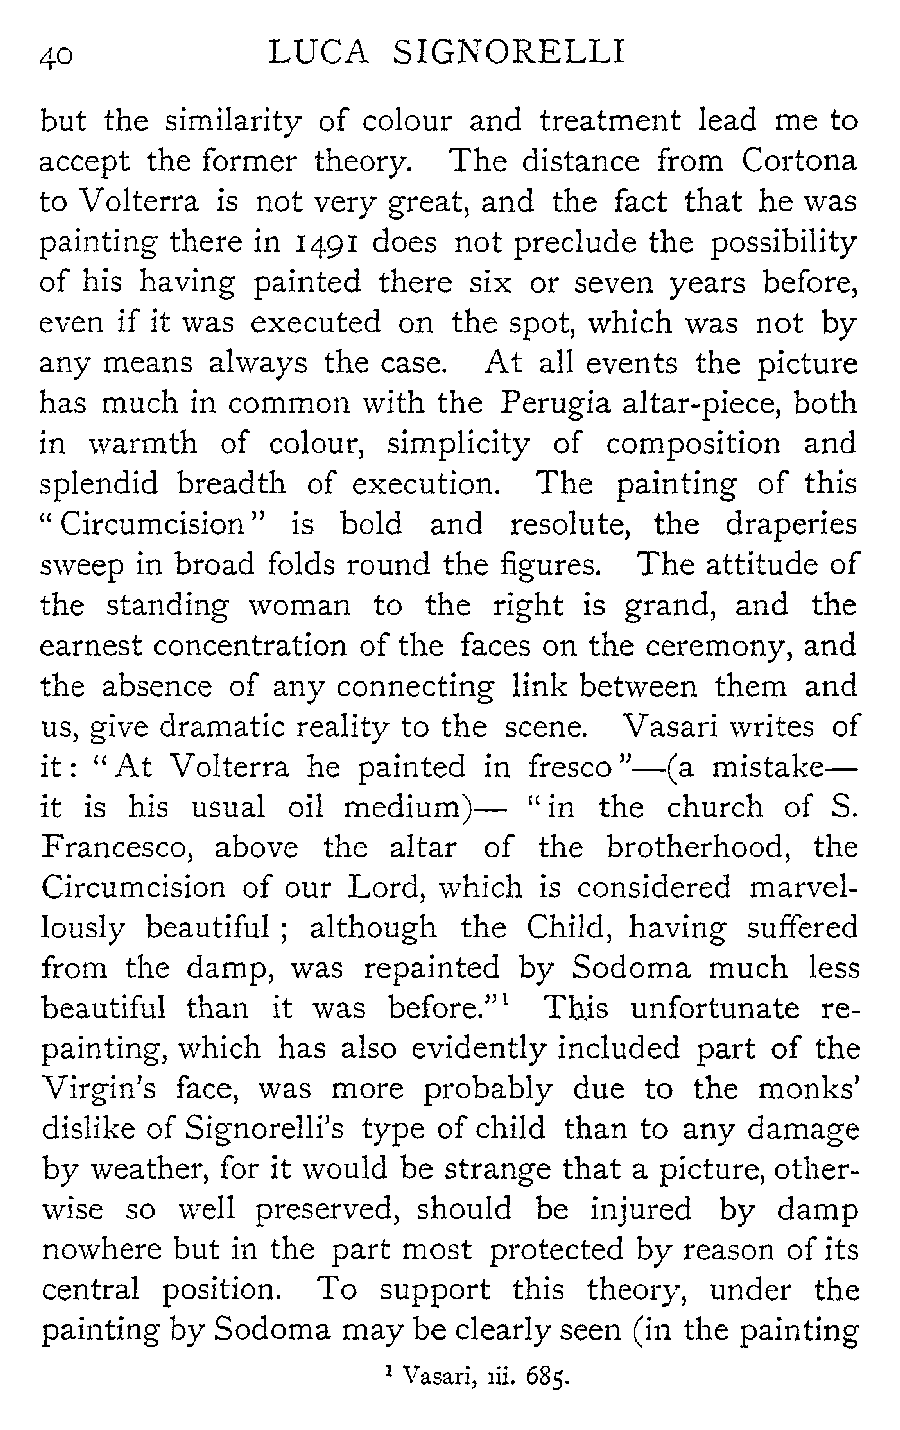 40 LUCA SIGNORELLI
but the similarity of colour and treatment lead me to
accept the former theory. The distance from Cortona
to Volterra is not very great, and the fact that he was
painting there in 1491 does not preclude the possibility
of his having painted there six or seven years before,
even if it was executed on the spot, which was not by
any means always the case. At all events the picture
has much in common with the Perugia altar-piece, both
in warmth of colour, simplicity of composition and
splendid breadth of execution. The painting of this
“Circumcision” is bold and resolute, the draperies
sweep in broad folds round the figures. The attitude of
the standing woman to the right is grand, and the
earnest concentration of the faces on the ceremony, and
the absence of any connecting link between them and
us, give dramatic reality to the scene. Vasari writes of
it: “At Volterra he painted in fresco”—(a mistake—
it is his usual oil medium)— “in the church of S.
Francesco, above the altar of the brotherhood, the
Circumcision of our Lord, which is considered marvel-
lously beautiful; although the Child, having suffered
from the damp, was repainted by Sodoma much less
beautiful than it was before.”¹ This unfortunate re-
painting, which has also evidently included part of the
Virgin's face, was more probably due to the monks'
dislike of Signorelli's type of child than to any damage
by weather, for it would be strange that a picture, other-
wise so well preserved, should be injured by damp
nowhere but in the part most protected by reason of its
central position. To support this theory, under the
painting by Sodoma may be clearly seen (in the painting
¹ Vasari, iii. 685.